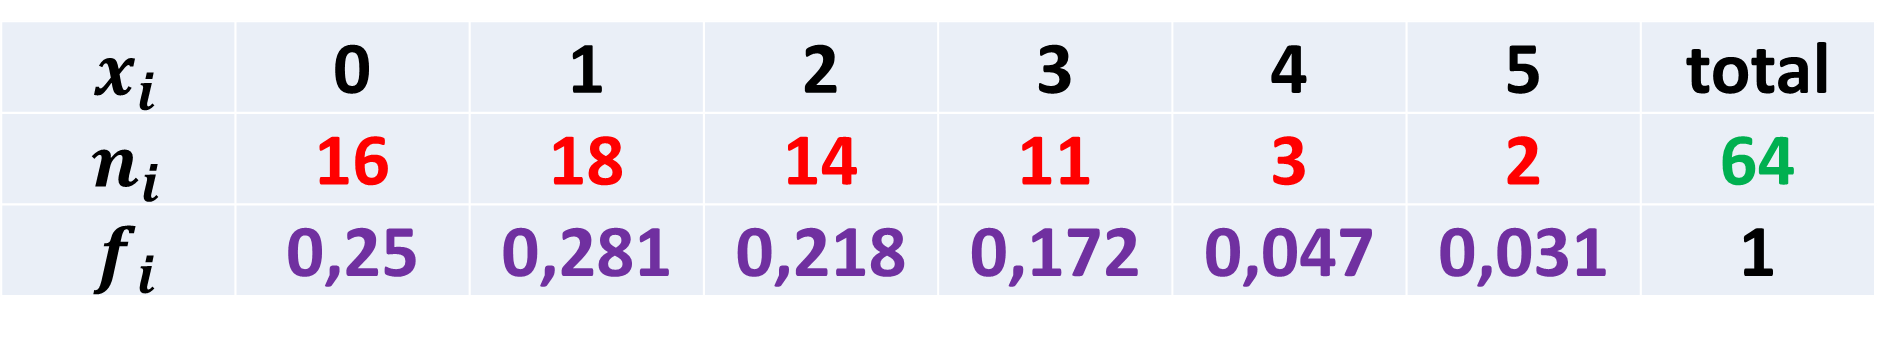 xᵢ 0 1 2 3 4 5 total
nᵢ 16 18 14 11 3 2 64
fᵢ 0,25 0,281 0,218 0,172 0,047 0,031 1